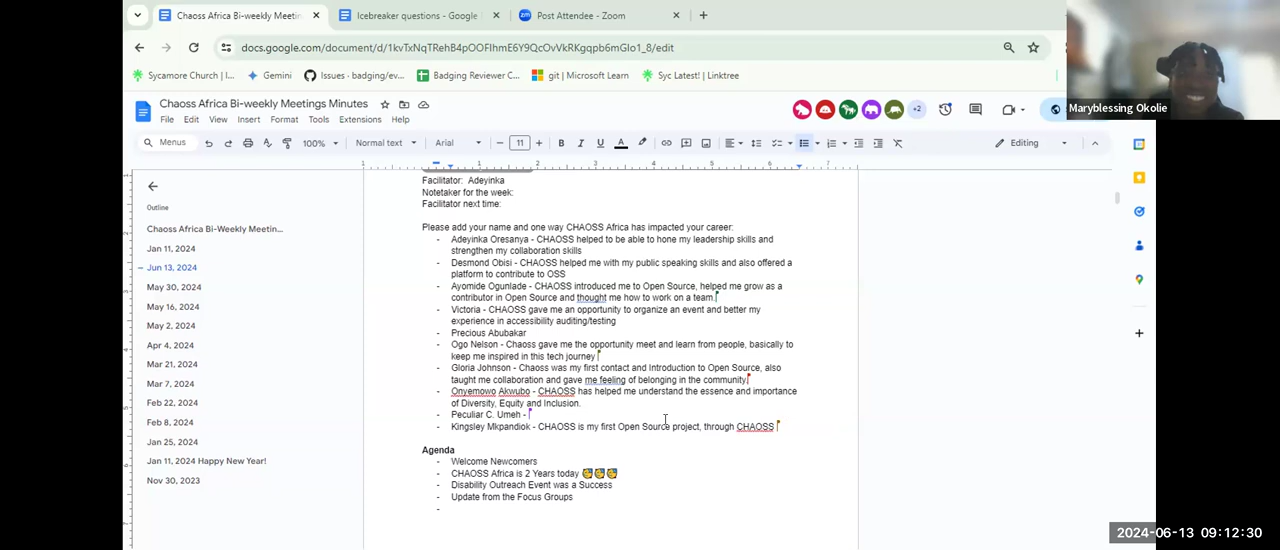 Chaoss Africa Bi-weekly Meetin
Icebreaker questions - Google
Post Attendee - Zoom
docs.google.com/document/d/1kvTxNqTRehB4pOOFIhmE6Y9QcOvVkRKgqpb6mGlo1_8/edit
Sycamore Church | I...
Gemini
Issues · badging/ev...
Badging Reviewer C...
git | Microsoft Learn
Syc Latest! | Linktree
Maryblessing Okolie
Chaoss Africa Bi-weekly Meetings Minutes
+2
File Edit View Insert Format Tools Extensions Help
Menus
100%
Normal text
Arial
11
Editing
Outline
Chaoss Africa Bi-Weekly Meetin...
Jan 11, 2024
Jun 13, 2024
May 30, 2024
May 16, 2024
May 2, 2024
Apr 4, 2024
Mar 21, 2024
Mar 7, 2024
Feb 22, 2024
Feb 8, 2024
Jan 25, 2024
Jan 11, 2024 Happy New Year!
Nov 30, 2023
Facilitator: Adeyinka
Notetaker for the week:
Facilitator next time:
Please add your name and one way CHAOSS Africa has impacted your career:
- Adeyinka Oresanya - CHAOSS helped to be able to hone my leadership skills and
strengthen my collaboration skills
- Desmond Obisi - CHAOSS helped me with my public speaking skills and also offered a
platform to contribute to OSS
- Ayomide Ogunlade - CHAOSS introduced me to Open Source, helped me grow as a
contributor in Open Source and thought me how to work on a team.
- Victoria - CHAOSS gave me an opportunity to organize an event and better my
experience in accessibility auditing/testing
- Precious Abubakar
- Ogo Nelson - Chaoss gave me the opportunity meet and learn from people, basically to
keep me inspired in this tech journey
- Gloria Johnson - Chaoss was my first contact and Introduction to Open Source, also
taught me collaboration and gave me feeling of belonging in the community.
- Onyemowo Akwubo - CHAOSS has helped me understand the essence and importance
of Diversity, Equity and Inclusion.
- Peculiar C. Umeh -
- Kingsley Mkpandiok - CHAOSS is my first Open Source project, through CHAOSS
Agenda
- Welcome Newcomers
- CHAOSS Africa is 2 Years today 🥳🥳🥳
- Disability Outreach Event was a Success
- Update from the Focus Groups
-
2024-06-13 09:12:30